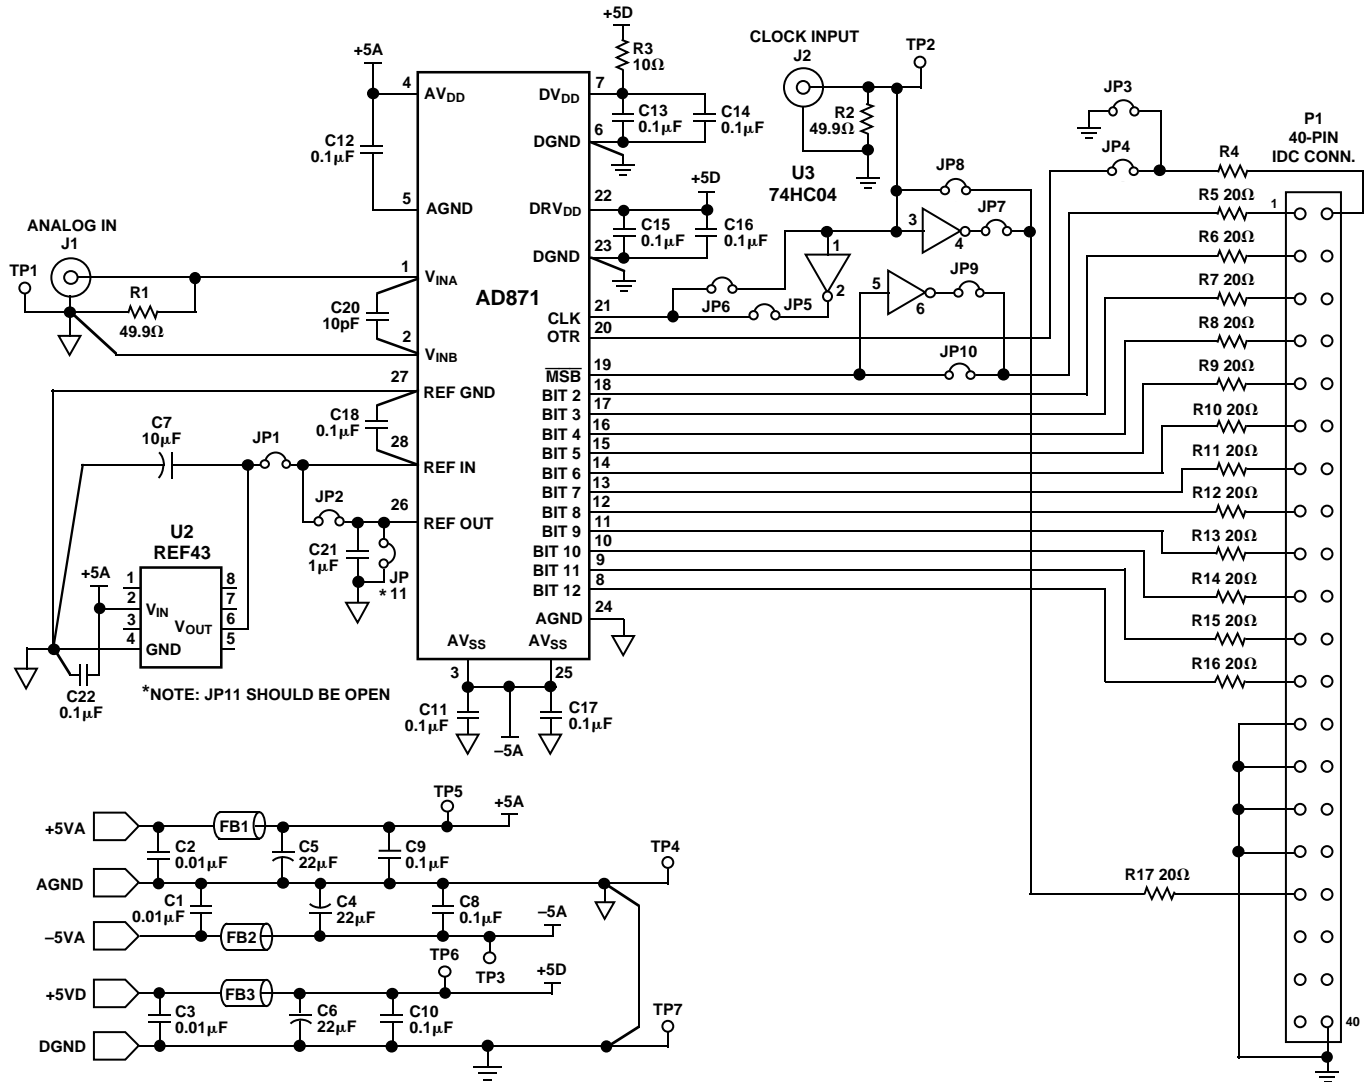 +5D
R3
10Ω
CLOCK INPUT
J2
TP2
+5A
4
AVDD
7
DVDD
C13
0.1µF
C14
0.1µF
6
DGND
R2
49.9Ω
JP3
JP4
R4
P1
40-PIN
IDC CONN.
C12
0.1µF
U3
74HC04
JP8
+5D
22
DRVDD
C15
0.1µF
C16
0.1µF
23
DGND
5
AGND
3
4
JP7
1
2
R5 20Ω
1
R6 20Ω
R7 20Ω
R8 20Ω
R9 20Ω
R10 20Ω
R11 20Ω
R12 20Ω
R13 20Ω
R14 20Ω
R15 20Ω
R16 20Ω
ANALOG IN
J1
TP1
R1
49.9Ω
1
VINA
C20
10pF
2
VINB
AD871
21
CLK
20
OTR
JP6
JP5
5
6
JP9
JP10
19
MSB
18
BIT 2
17
BIT 3
16
BIT 4
15
BIT 5
14
BIT 6
13
BIT 7
12
BIT 8
11
BIT 9
10
BIT 10
9
BIT 11
8
BIT 12
24
AGND
27
REF GND
C18
0.1µF
28
REF IN
C7
10µF
JP1
JP2
26
REF OUT
C21
1µF
JP
* 11
U2
REF43
+5A
1
2
VIN
3
4
GND
8
7
VOUT
6
5
C22
0.1µF
*NOTE: JP11 SHOULD BE OPEN
AVSS
AVSS
3
25
C11
0.1µF
C17
0.1µF
–5A
+5VA
FB1
TP5
+5A
C2
0.01µF
C5
22µF
C9
0.1µF
TP4
AGND
C1
0.01µF
C4
22µF
C8
0.1µF
–5A
–5VA
FB2
TP3
TP6
+5D
+5VD
FB3
C3
0.01µF
C6
22µF
C10
0.1µF
TP7
DGND
R17 20Ω
40